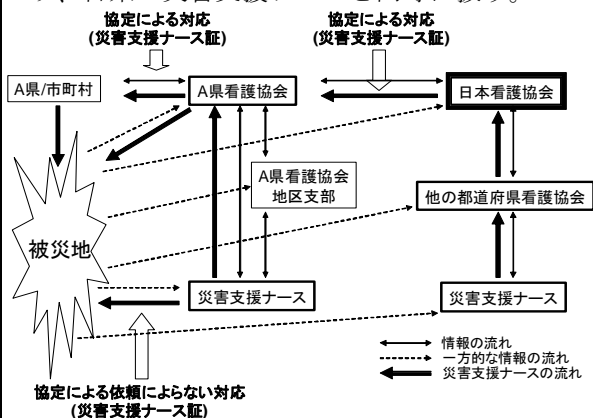 協定による対応
(災害支援ナース証)
協定による対応
(災害支援ナース証)
A県/市町村
A県看護協会
日本看護協会
A県看護協会
地区支部
他の都道府県看護協会
被災地
災害支援ナース
災害支援ナース
情報の流れ
一方的な情報の流れ
災害支援ナースの流れ
協定による依頼によらない対応
(災害支援ナース証)